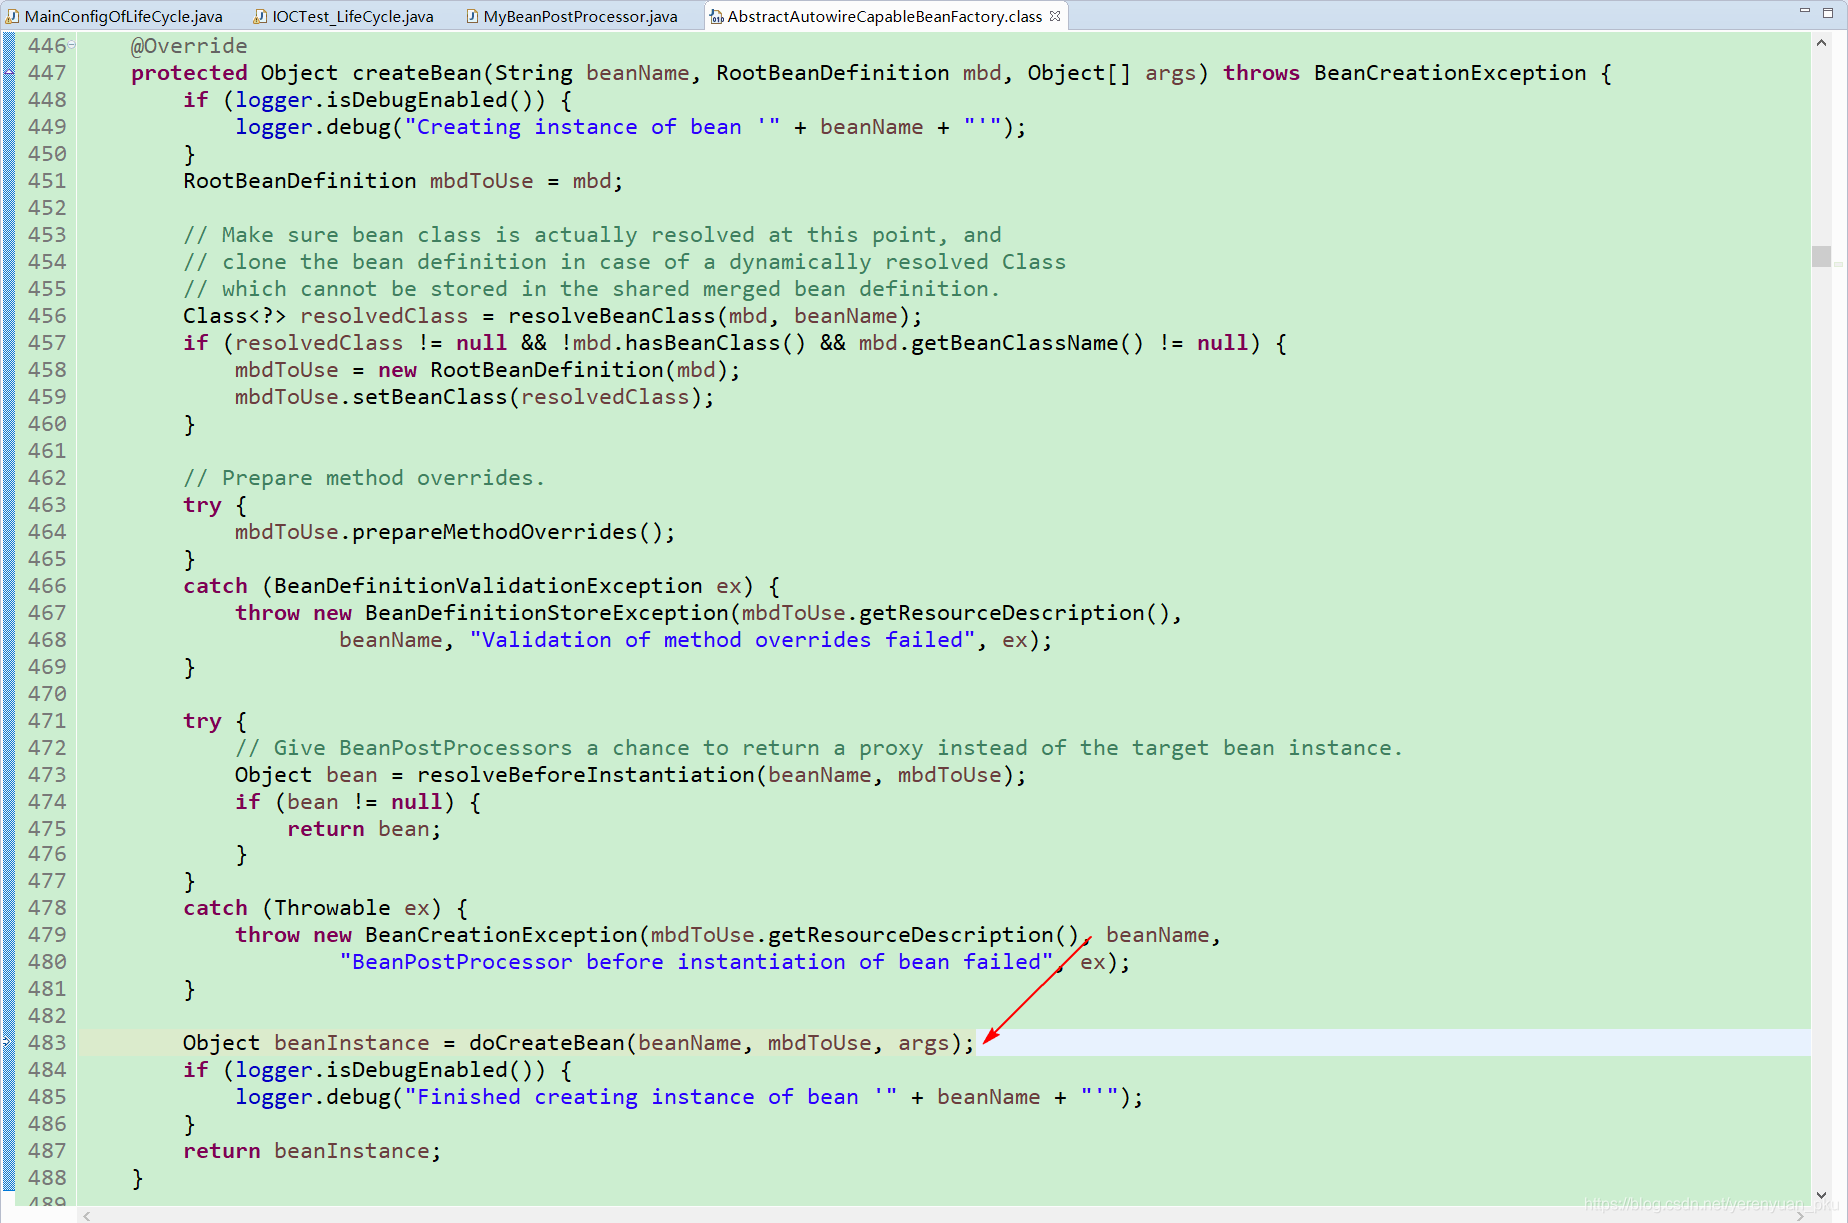 MainConfigOfLifeCycle.java IOCTest_LifeCycle.java MyBeanPostProcessor.java AbstractAutowireCapableBeanFactory.class
446 @Override
447 protected Object createBean(String beanName, RootBeanDefinition mbd, Object[] args) throws BeanCreationException {
448 if (logger.isDebugEnabled()) {
449 logger.debug("Creating instance of bean '" + beanName + "'");
450 }
451 RootBeanDefinition mbdToUse = mbd;
452
453 // Make sure bean class is actually resolved at this point, and
454 // clone the bean definition in case of a dynamically resolved Class
455 // which cannot be stored in the shared merged bean definition.
456 Class<?> resolvedClass = resolveBeanClass(mbd, beanName);
457 if (resolvedClass != null && !mbd.hasBeanClass() && mbd.getBeanClassName() != null) {
458 mbdToUse = new RootBeanDefinition(mbd);
459 mbdToUse.setBeanClass(resolvedClass);
460 }
461
462 // Prepare method overrides.
463 try {
464 mbdToUse.prepareMethodOverrides();
465 }
466 catch (BeanDefinitionValidationException ex) {
467 throw new BeanDefinitionStoreException(mbdToUse.getResourceDescription(),
468 beanName, "Validation of method overrides failed", ex);
469 }
470
471 try {
472 // Give BeanPostProcessors a chance to return a proxy instead of the target bean instance.
473 Object bean = resolveBeforeInstantiation(beanName, mbdToUse);
474 if (bean != null) {
475 return bean;
476 }
477 }
478 catch (Throwable ex) {
479 throw new BeanCreationException(mbdToUse.getResourceDescription(), beanName,
480 "BeanPostProcessor before instantiation of bean failed", ex);
481 }
482
483 Object beanInstance = doCreateBean(beanName, mbdToUse, args);
484 if (logger.isDebugEnabled()) {
485 logger.debug("Finished creating instance of bean '" + beanName + "'");
486 }
487 return beanInstance;
488 }
489
https://blog.csdn.net/yerenyuan_pku